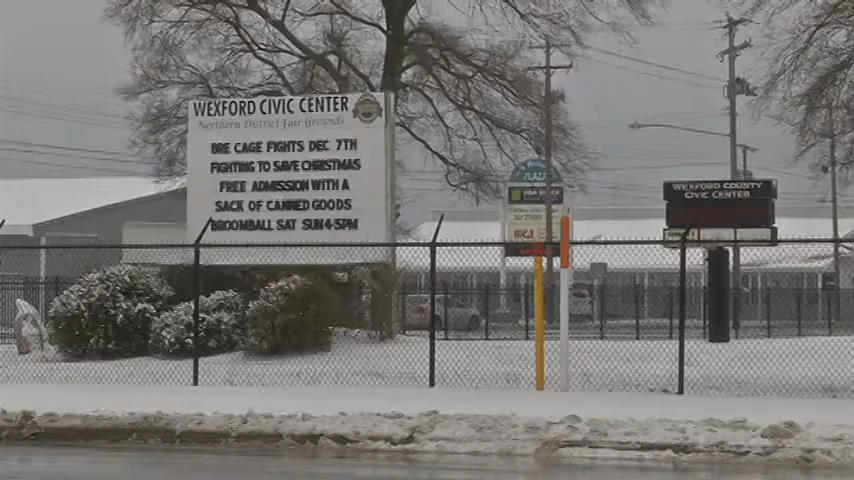 WEXFORD CIVIC CENTER
Northern District Fair Grounds
BRE CAGE FIGHTS DEC 7TH
FIGHTING TO SAVE CHRISTMAS
FREE ADMISSION WITH A
SACK OF CANNED GOODS
BROOMBALL SAT SUN 4-5PM
PLAZA
WEXFORD COUNTY
CIVIC CENTER